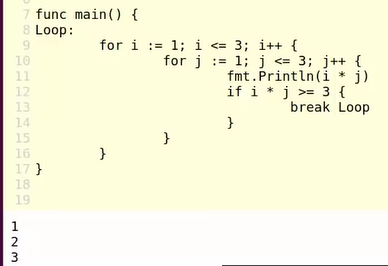 7 func main() {
8 Loop:
9         for i := 1; i <= 3; i++ {
10                 for j := 1; j <= 3; j++ {
11                         fmt.Println(i * j)
12                         if i * j >= 3 {
13                                 break Loop
14                         }
15                 }
16         }
17 }
18
19
1
2
3